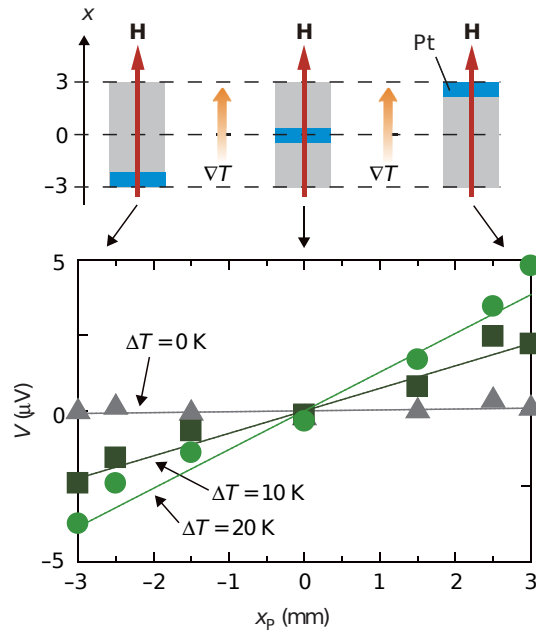 x
H
H
H
Pt
3
0
∇T
∇T
–3
5
ΔT = 0 K
V (μV)
0
ΔT = 10 K
ΔT = 20 K
–5
–3 –2 –1 0 1 2 3
xP (mm)